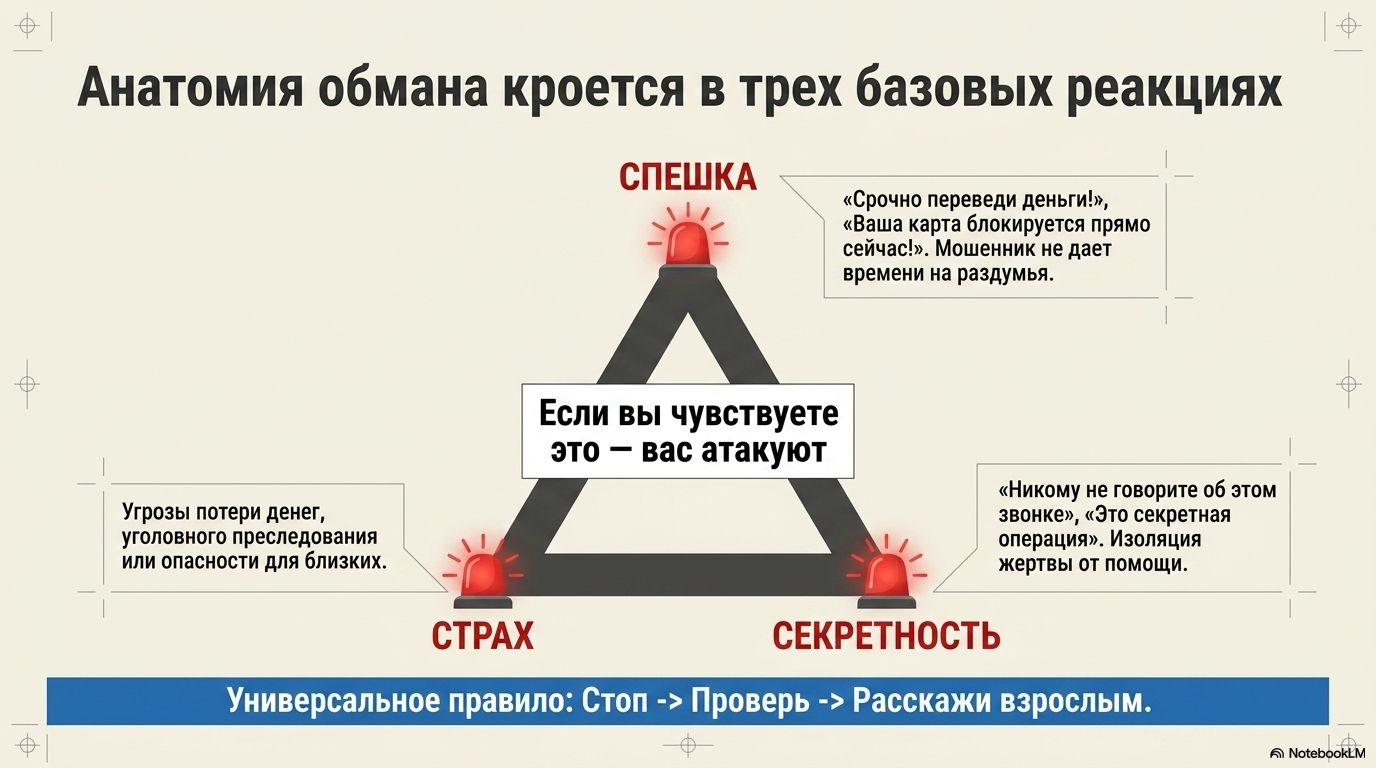 Анатомия обмана кроется в трех базовых реакциях
СПЕШКА
«Срочно переведи деньги!»,
«Ваша карта блокируется прямо
сейчас!». Мошенник не дает
времени на раздумья.
Если вы чувствуете
это — вас атакуют
Угрозы потери денег,
уголовного преследования
или опасности для близких.
«Никому не говорите об этом
звонке», «Это секретная
операция». Изоляция
жертвы от помощи.
СТРАХ
СЕКРЕТНОСТЬ
Универсальное правило: Стоп -> Проверь -> Расскажи взрослым.
NotebookLM